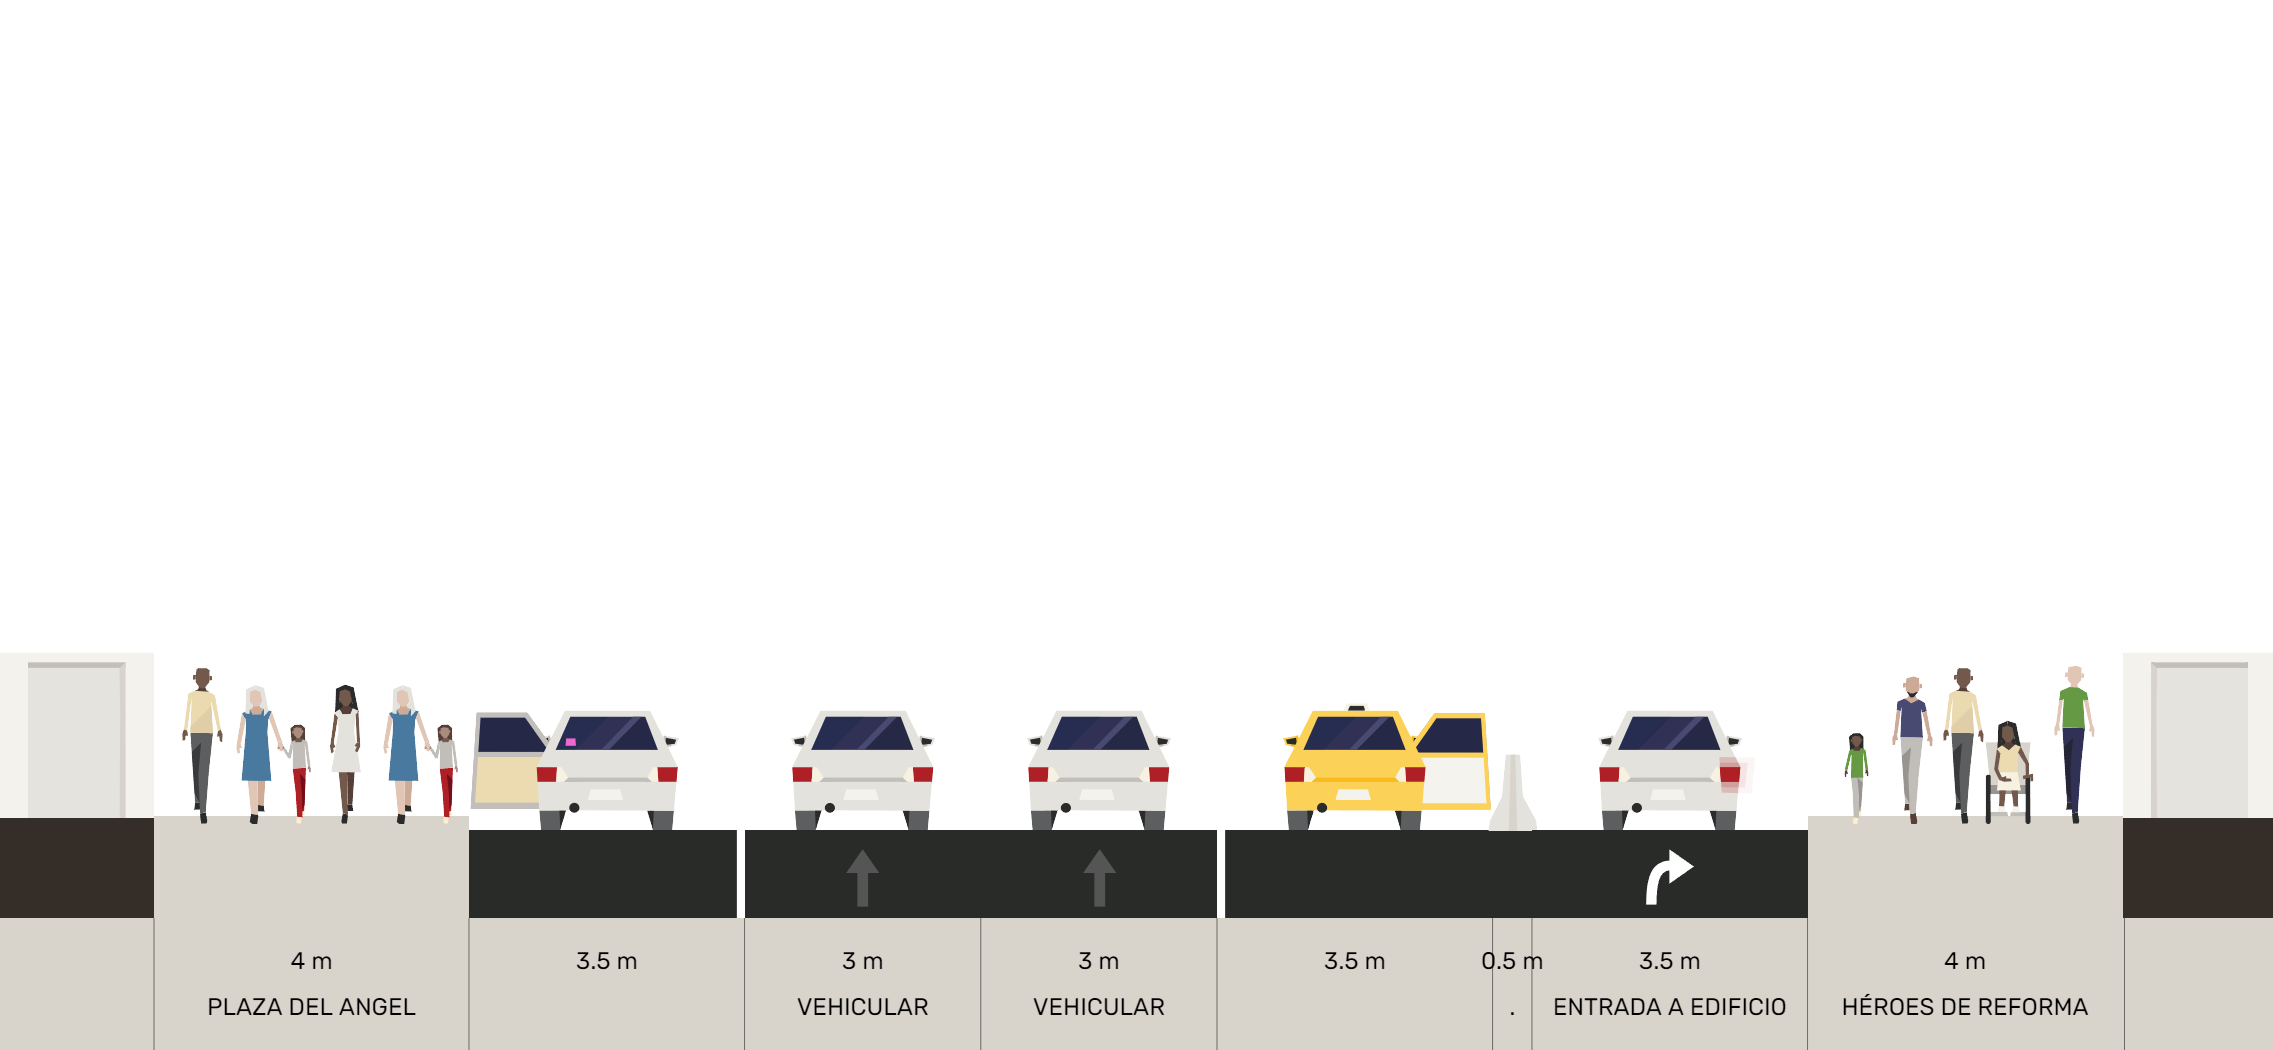 4 m
3.5 m
3 m
3 m
3.5 m
0.5 m
3.5 m
4 m
PLAZA DEL ANGEL
VEHICULAR
VEHICULAR
.
ENTRADA A EDIFICIO
HÉROES DE REFORMA